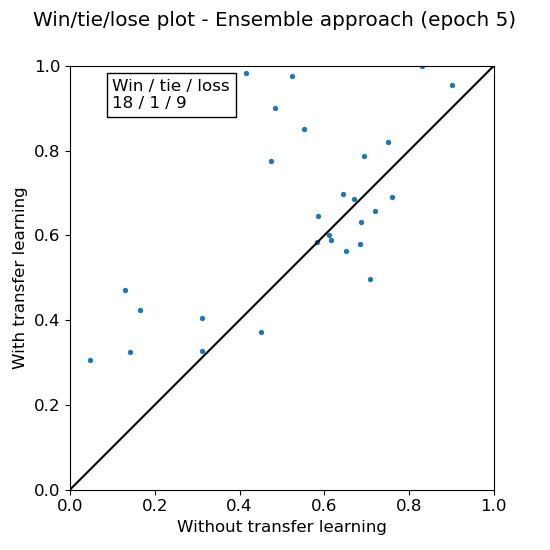 Win/tie/lose plot - Ensemble approach (epoch 5)
Win / tie / loss
18 / 1 / 9
1.0
0.8
0.6
0.4
0.2
0.0
With transfer learning
0.0 0.2 0.4 0.6 0.8 1.0
Without transfer learning